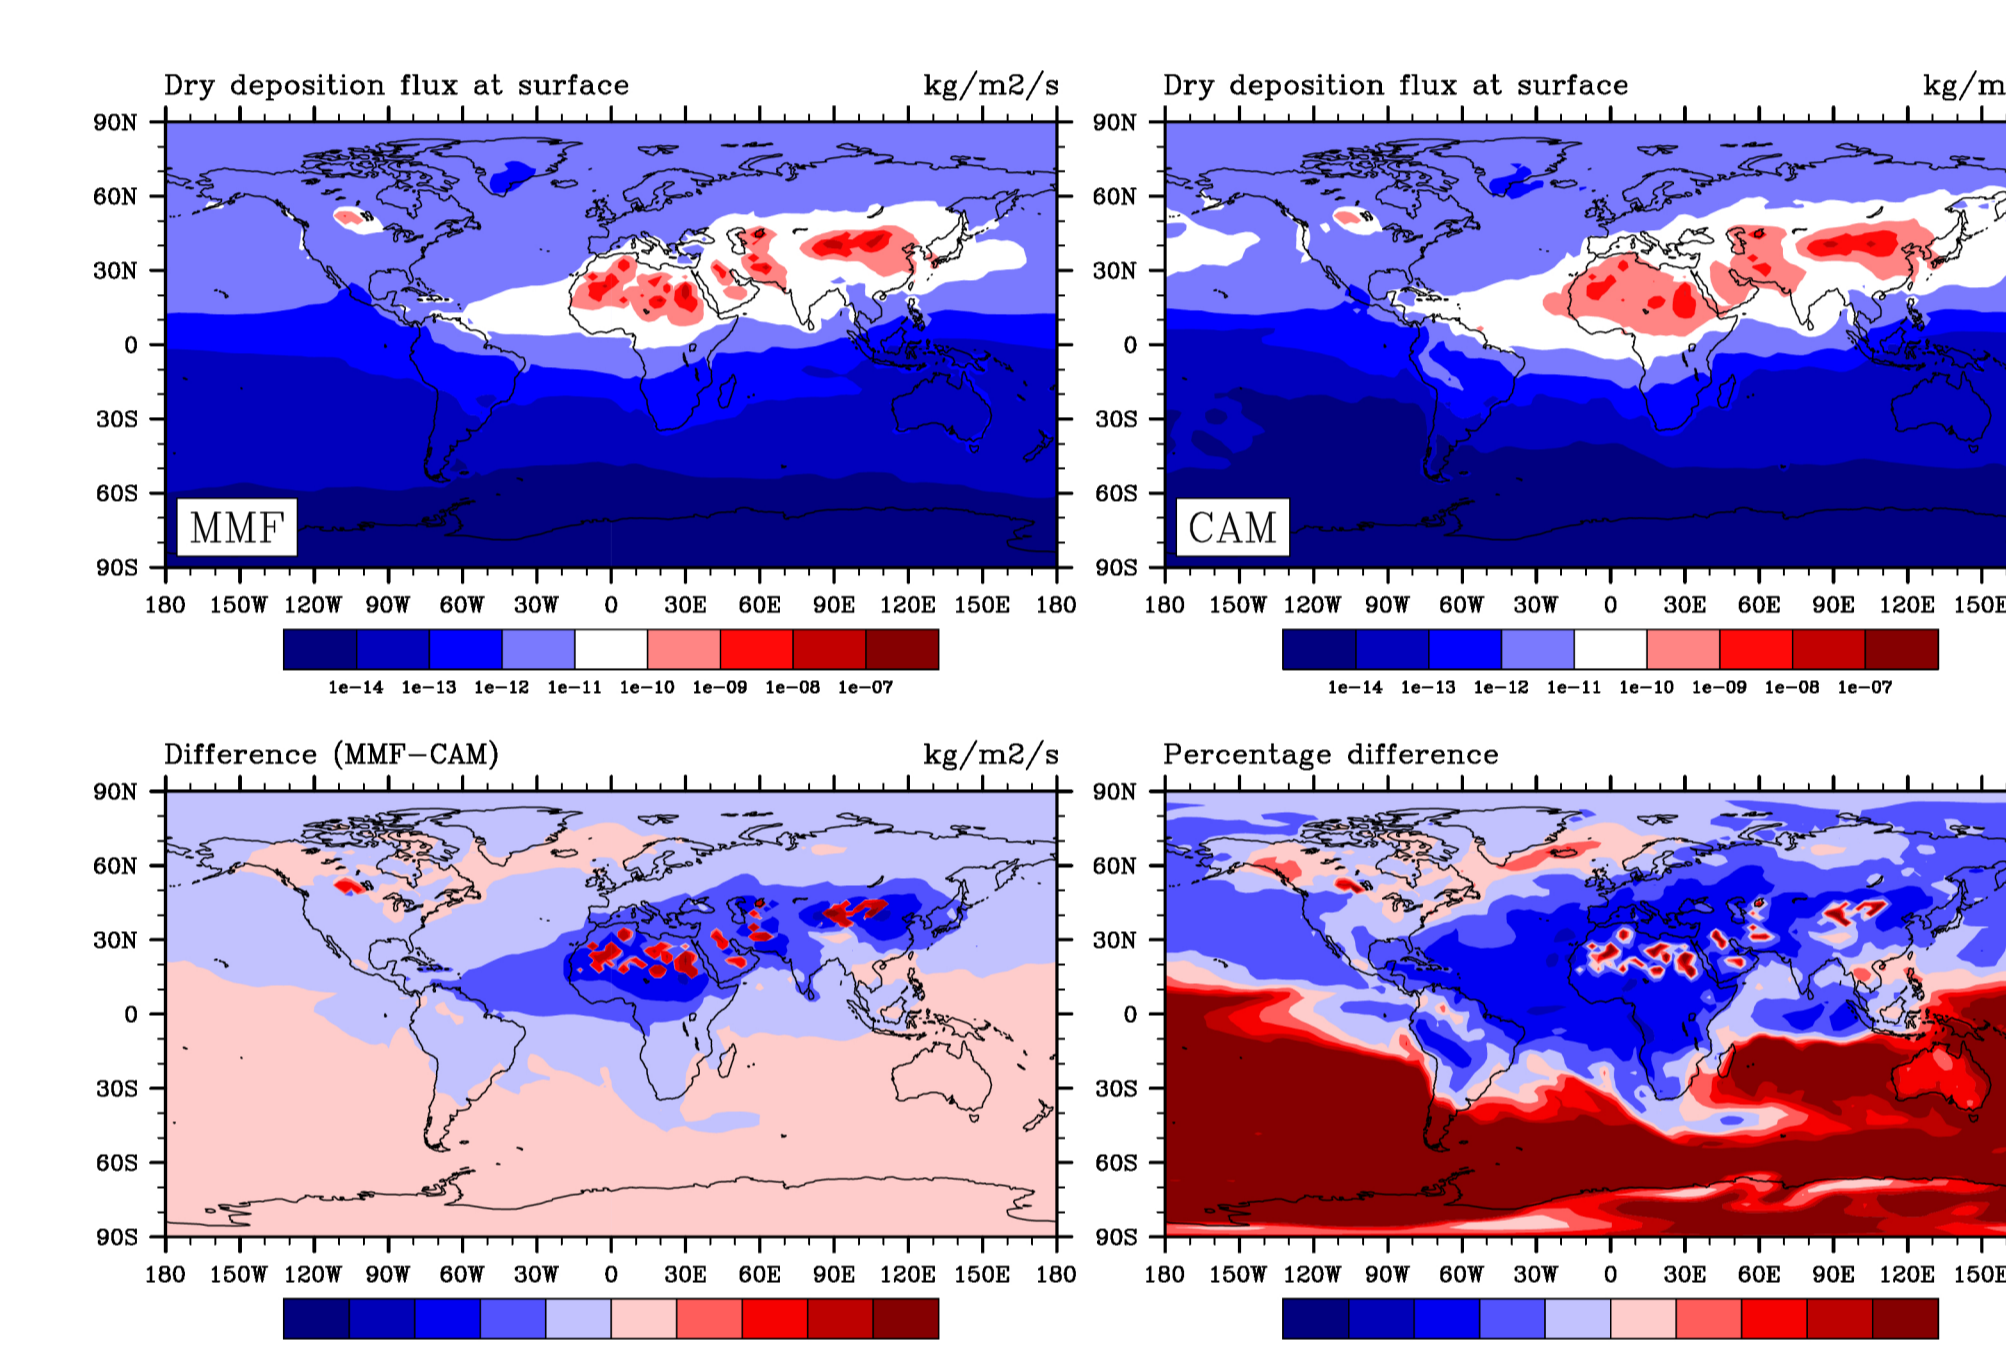 Dry deposition flux at surface kg/m2/s
90N
60N
30N
0
30S
60S
90S
MMF
180 150W 120W 90W 60W 30W 0 30E 60E 90E 120E 150E 180
1e-14 1e-13 1e-12 1e-11 1e-10 1e-09 1e-08 1e-07
Dry deposition flux at surface kg/m
90N
60N
30N
0
30S
60S
90S
CAM
180 150W 120W 90W 60W 30W 0 30E 60E 90E 120E 150E
1e-14 1e-13 1e-12 1e-11 1e-10 1e-09 1e-08 1e-07
Difference (MMF-CAM) kg/m2/s
90N
60N
30N
0
30S
60S
90S
180 150W 120W 90W 60W 30W 0 30E 60E 90E 120E 150E 180
Percentage difference
90N
60N
30N
0
30S
60S
90S
180 150W 120W 90W 60W 30W 0 30E 60E 90E 120E 150E